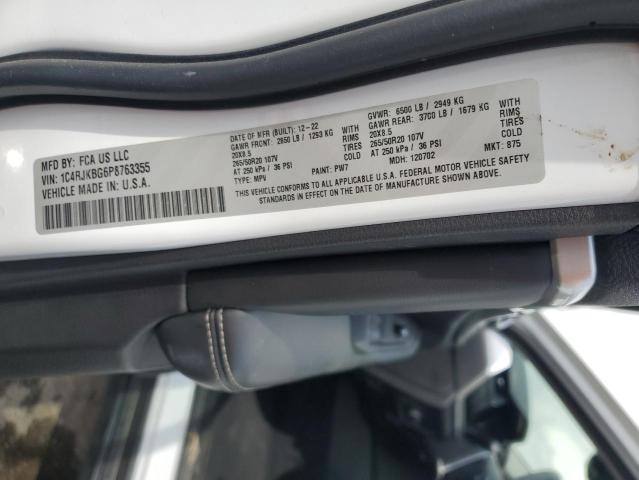 MFD BY: FCA US LLC
VIN: 1C4RJKBG6P8763355
VEHICLE MADE IN U.S.A.
DATE OF MFR (BUILT): 12-22
GAWR FRONT: 2850 LB / 1293 KG
20X8.5 RIMS
265/50R20 107V TIRES
AT 250 kPa / 36 PSI COLD
TYPE: MPV PAINT: PW7
GVWR: 6500 LB / 2949 KG
GAWR REAR: 3700 LB / 1679 KG
20X8.5 RIMS
265/50R20 107V TIRES
AT 250 kPa / 36 PSI COLD
MDH: 120702 MKT: 875
THIS VEHICLE CONFORMS TO ALL APPLICABLE U.S.A. FEDERAL MOTOR VEHICLE SAFETY, BUMPER, AND THEFT PREVENTION
STANDARDS IN EFFECT ON THE DATE OF MANUFACTURE SHOWN ABOVE.